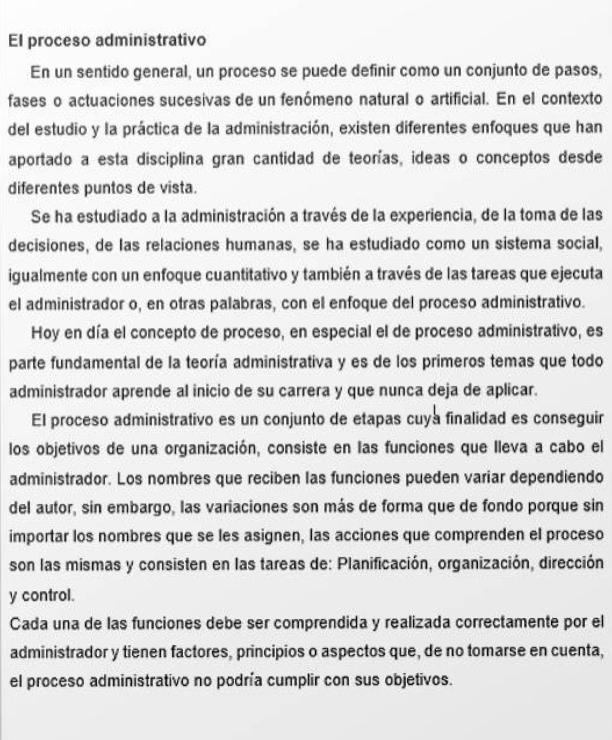 El proceso administrativo
En un sentido general, un proceso se puede definir como un conjunto de pasos,
fases o actuaciones sucesivas de un fenómeno natural o artificial. En el contexto
del estudio y la práctica de la administración, existen diferentes enfoques que han
aportado a esta disciplina gran cantidad de teorías, ideas o conceptos desde
diferentes puntos de vista.
Se ha estudiado a la administración a través de la experiencia, de la toma de las
decisiones, de las relaciones humanas, se ha estudiado como un sistema social,
igualmente con un enfoque cuantitativo y también a través de las tareas que ejecuta
el administrador o, en otras palabras, con el enfoque del proceso administrativo.
Hoy en día el concepto de proceso, en especial el de proceso administrativo, es
parte fundamental de la teoría administrativa y es de los primeros temas que todo
administrador aprende al inicio de su carrera y que nunca deja de aplicar.
El proceso administrativo es un conjunto de etapas cuya finalidad es conseguir
los objetivos de una organización, consiste en las funciones que lleva a cabo el
administrador. Los nombres que reciben las funciones pueden variar dependiendo
del autor, sin embargo, las variaciones son más de forma que de fondo porque sin
importar los nombres que se les asignen, las acciones que comprenden el proceso
son las mismas y consisten en las tareas de: Planificación, organización, dirección
y control.
Cada una de las funciones debe ser comprendida y realizada correctamente por el
administrador y tienen factores, principios o aspectos que, de no tomarse en cuenta,
el proceso administrativo no podría cumplir con sus objetivos.